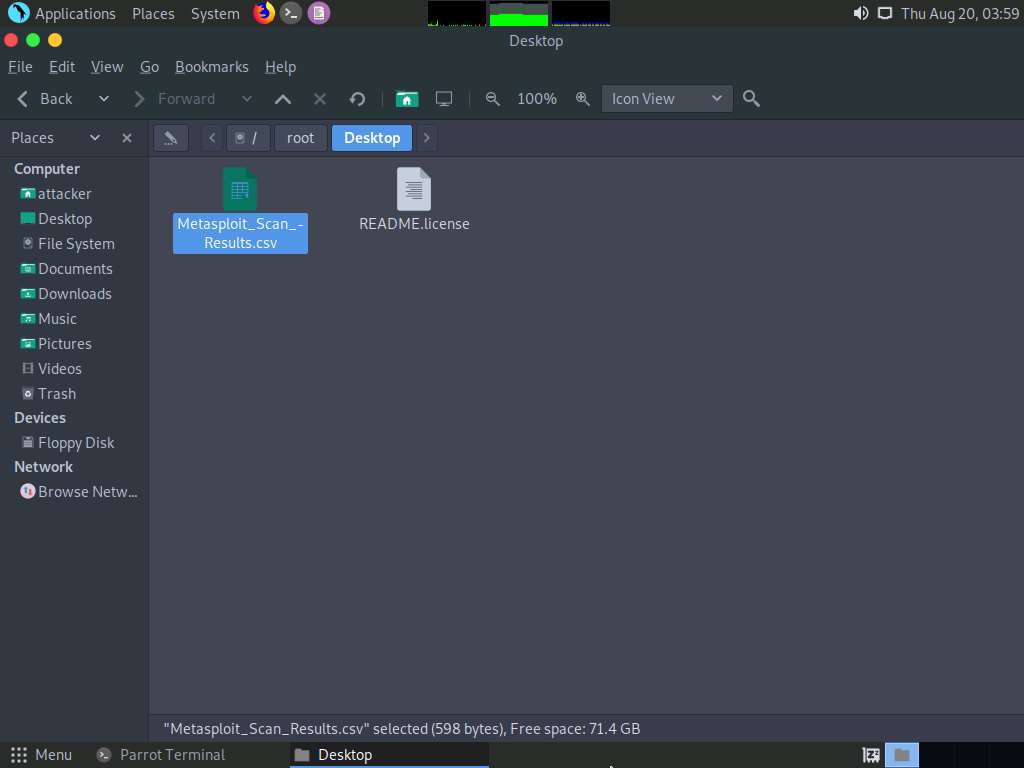 Applications Places System Thu Aug 20, 03:59
Desktop
File Edit View Go Bookmarks Help
Back Forward 100% Icon View
Places / root Desktop
Computer
attacker
Desktop
File System
Documents
Downloads
Music
Pictures
Videos
Trash
Devices
Floppy Disk
Network
Browse Netw...
Metasploit_Scan_-
Results.csv
README.license
"Metasploit_Scan_Results.csv" selected (598 bytes), Free space: 71.4 GB
Menu Parrot Terminal Desktop